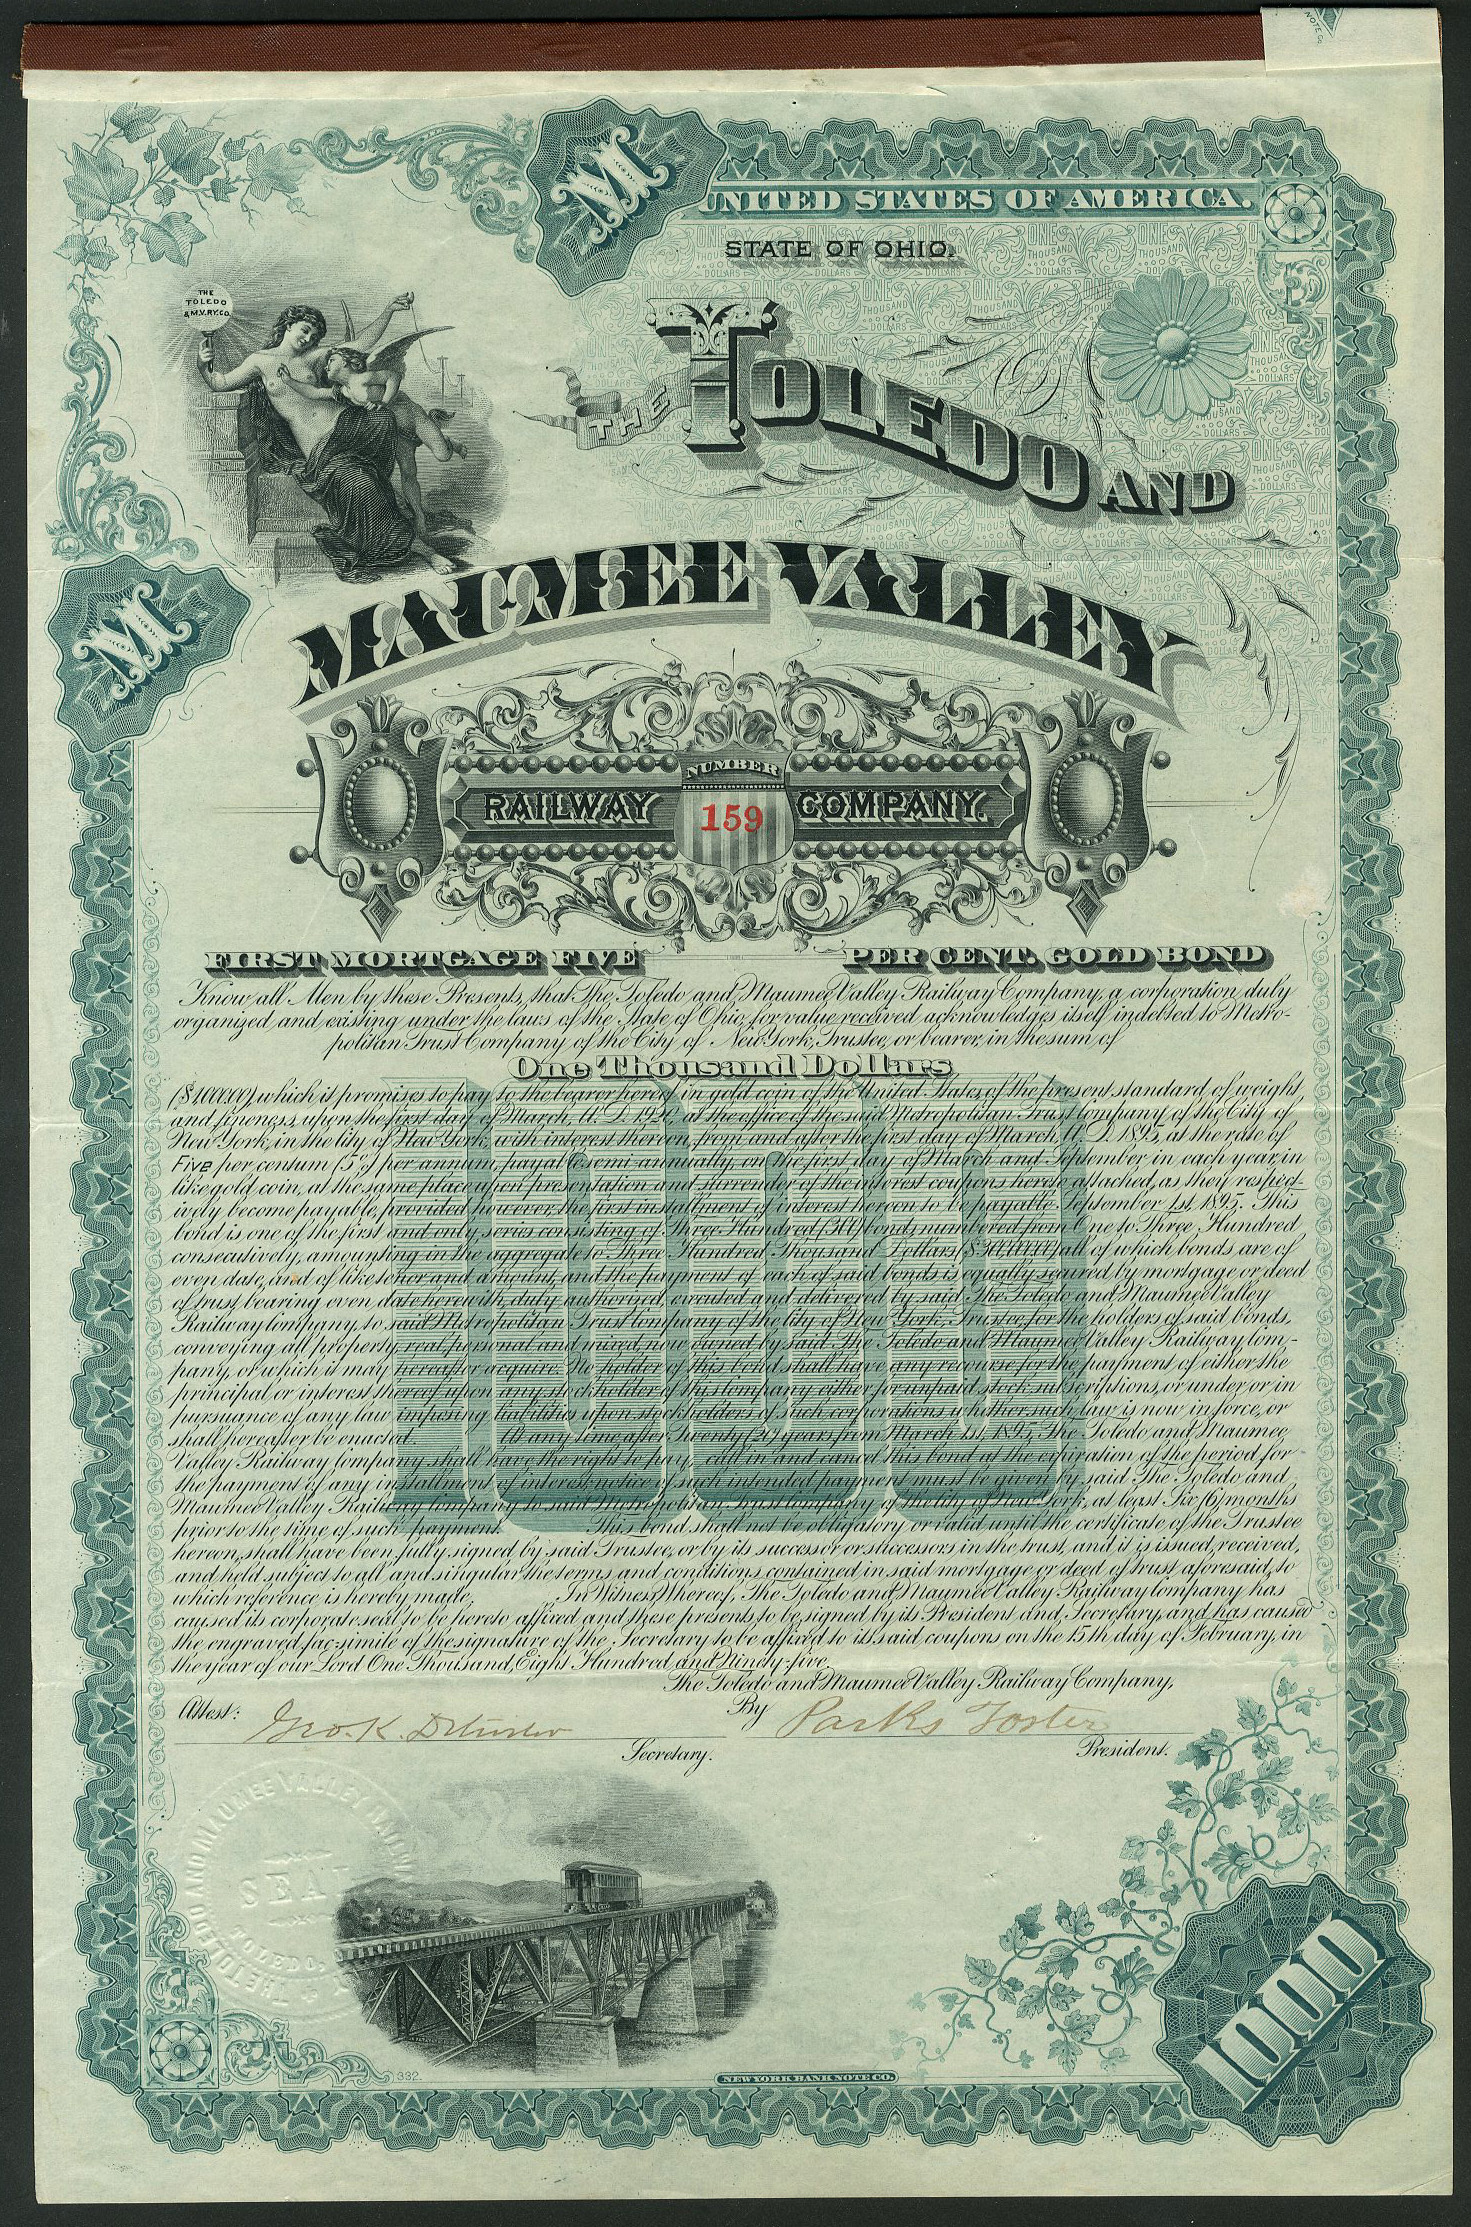 NOTE CO.
M
UNITED STATES OF AMERICA.
STATE OF OHIO.
THE
TOLEDO
& M.V.RY.CO.
THE TOLEDO AND
MAUMEE VALLEY
M
NUMBER
RAILWAY 159 COMPANY.
FIRST MORTGAGE FIVE PER CENT. GOLD BOND
Know all Men by these Presents, that The Toledo and Maumee Valley Railway Company, a corporation duly
organized and existing under the laws of the State of Ohio, for value received acknowledges itself indebted to Metro-
politan Trust Company of the City of New York, Trustee, or bearer, in the sum of
One Thousand Dollars
($1000.00) which it promises to pay to the bearer hereof in gold coin of the United States of the present standard of weight
and fineness, upon the first day of March, A.D. 1920, at the office of the said Metropolitan Trust Company of the City of
New York, in the City of New York, with interest thereon, from and after the first day of March, A.D. 1895, at the rate of
Five per centum (5%) per annum, payable semi-annually, on the first day of March and September in each year, in
like gold coin, at the same place upon presentation and surrender of the interest coupons hereto attached, as they respect-
ively become payable, provided however, the first installment of interest hereon to be payable September 1st 1895. This
bond is one of the first and only series consisting of Three Hundred (300) bonds, numbered from One to Three Hundred
consecutively, amounting in the aggregate to Three Hundred Thousand Dollars ($300,000) all of which bonds are of
even date, and of like tenor and amount, and the payment of each of said bonds is equally secured by mortgage or deed
of trust, bearing even date herewith, duly authorized, executed and delivered by said The Toledo and Maumee Valley
Railway Company, to said Metropolitan Trust Company of the City of New York, Trustee, for the holders of said bonds,
conveying all property, real, personal and mixed, now owned by said The Toledo and Maumee Valley Railway Com-
pany, or which it may hereafter acquire. No holder of this bond shall have any recourse for the payment of either the
principal or interest thereof upon any stockholder of this Company either for unpaid stock subscriptions, or under or in
pursuance of any law imposing liabilities upon stockholders of such corporations whether such law is now in force, or
shall hereafter be enacted. At any time after Twenty (20) years from March 1st 1895, The Toledo and Maumee
Valley Railway Company shall have the right to pay, call in and cancel this bond at the expiration of the period for
the payment of any installment of interest, notice of such intended payment must be given by said The Toledo and
Maumee Valley Railway Company to said Metropolitan Trust Company of the City of New York, at least Six (6) months
prior to the time of such payment. This bond shall not be obligatory or valid until the certificate of the Trustee
hereon, shall have been fully signed by said Trustee, or by its successor or successors in the trust, and it is issued, received,
and held subject to all and singular the terms and conditions contained in said mortgage or deed of trust aforesaid, to
which reference is hereby made. In Witness Whereof, The Toledo and Maumee Valley Railway Company has
caused its corporate seal to be hereto affixed and these presents to be signed by its President and Secretary, and has caused
the engraved fac-simile of the signature of the Secretary to be affixed to its said coupons on the 15th day of February, in
the year of our Lord One Thousand, Eight Hundred and Ninety-five.
The Toledo and Maumee Valley Railway Company,
Attest: Geo. K. By Parks Foster
Secretary. President.
THE TOLEDO AND MAUMEE VALLEY
SEAL
TOLEDO,
332.
NEW YORK BANK NOTE CO.
1000